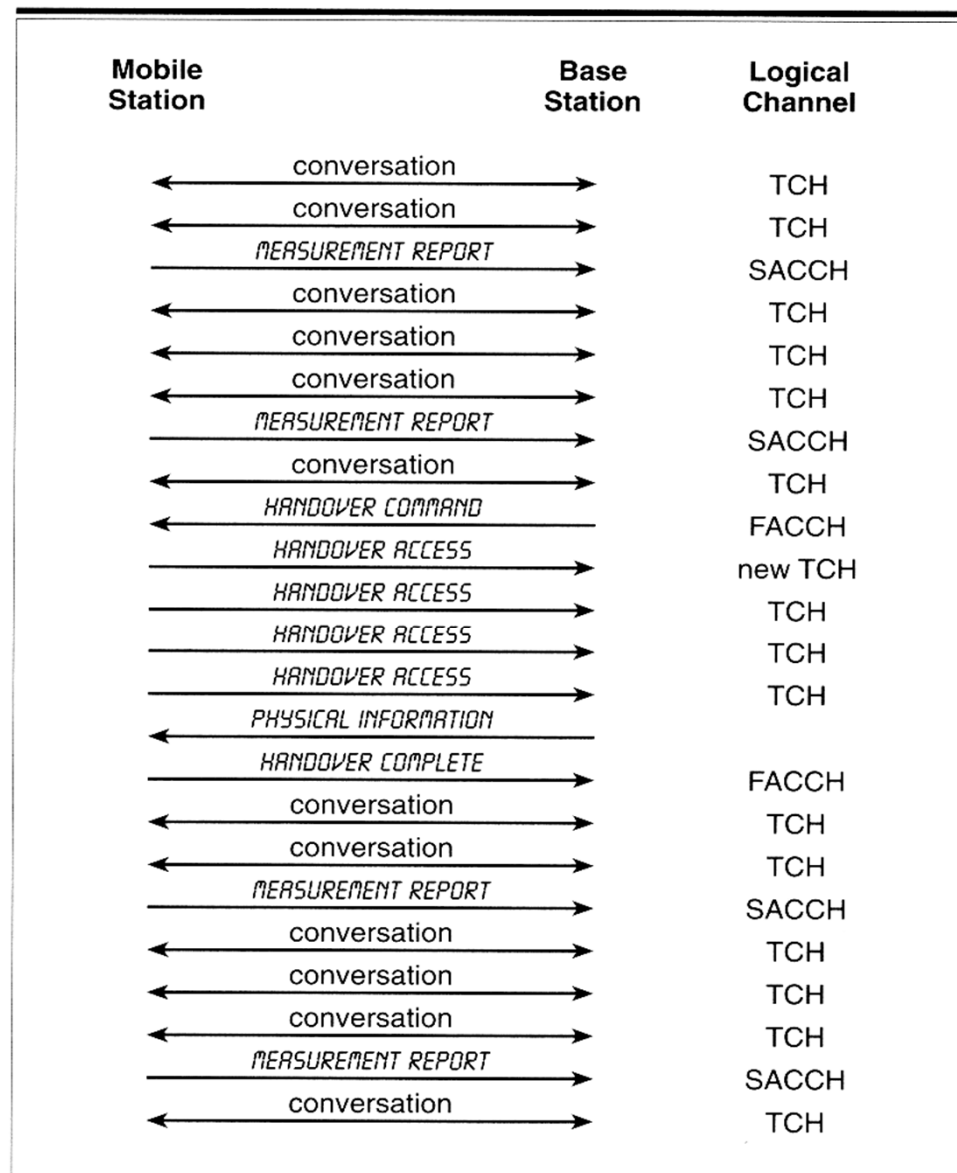 Mobile Station
Base Station
Logical Channel
conversation TCH
conversation TCH
MEASUREMENT REPORT SACCH
conversation TCH
conversation TCH
conversation TCH
MEASUREMENT REPORT SACCH
conversation TCH
HANDOVER COMMAND FACCH
HANDOVER ACCESS new TCH
HANDOVER ACCESS TCH
HANDOVER ACCESS TCH
HANDOVER ACCESS TCH
PHYSICAL INFORMATION
HANDOVER COMPLETE FACCH
conversation TCH
conversation TCH
MEASUREMENT REPORT SACCH
conversation TCH
conversation TCH
conversation TCH
MEASUREMENT REPORT SACCH
conversation TCH